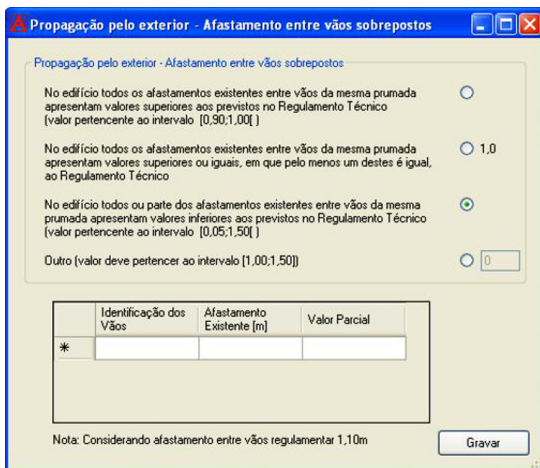 Propagação pelo exterior - Afastamento entre vãos sobrepostos
Propagação pelo exterior - Afastamento entre vãos sobrepostos
No edifício todos os afastamentos existentes entre vãos da mesma prumada
apresentam valores superiores aos previstos no Regulamento Técnico
(valor pertencente ao intervalo [0,90;1,00[ )
No edifício todos os afastamentos existentes entre vãos da mesma prumada
apresentam valores superiores ou iguais, em que pelo menos um destes é igual,
ao Regulamento Técnico
1,0
No edifício todos ou parte dos afastamentos existentes entre vãos da mesma
prumada apresentam valores inferiores aos previstos no Regulamento Técnico
(valor pertencente ao intervalo [0,05;1,50[ )
Outro (valor deve pertencer ao intervalo [1,00;1,50])
0
Identificação dos
Vãos
Afastamento
Existente [m]
Valor Parcial
*
Nota: Considerando afastamento entre vãos regulamentar 1,10m
Gravar